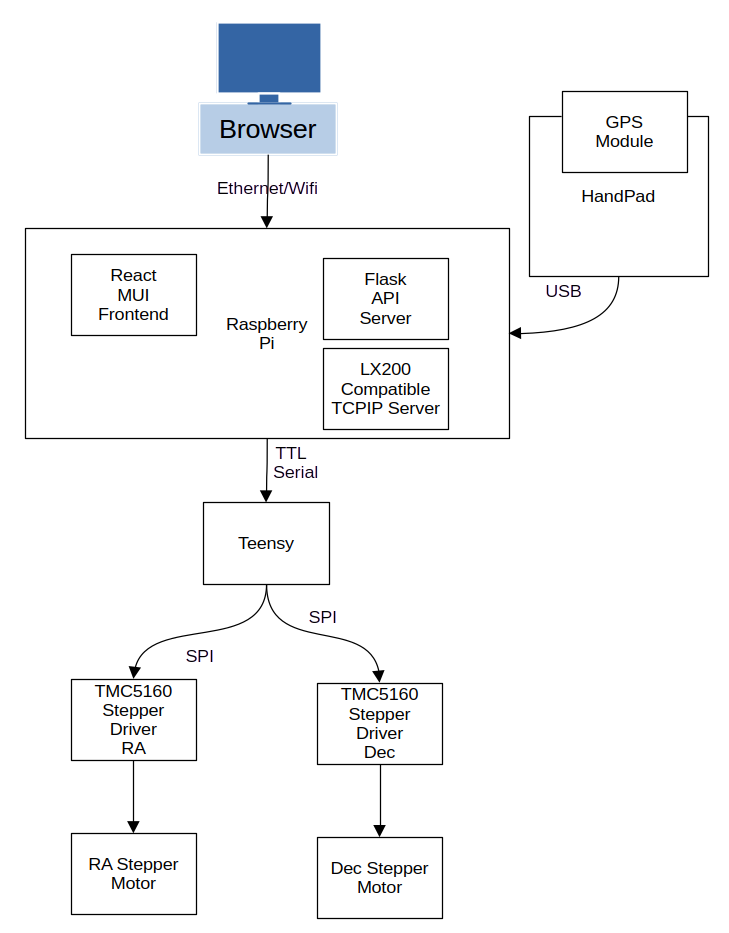 Browser
GPS
Module
HandPad
Ethernet/Wifi
USB
React
MUI
Frontend
Raspberry
Pi
Flask
API
Server
LX200
Compatible
TCPIP Server
TTL
Serial
Teensy
SPI
SPI
TMC5160
Stepper
Driver
RA
TMC5160
Stepper
Driver
Dec
RA Stepper
Motor
Dec Stepper
Motor